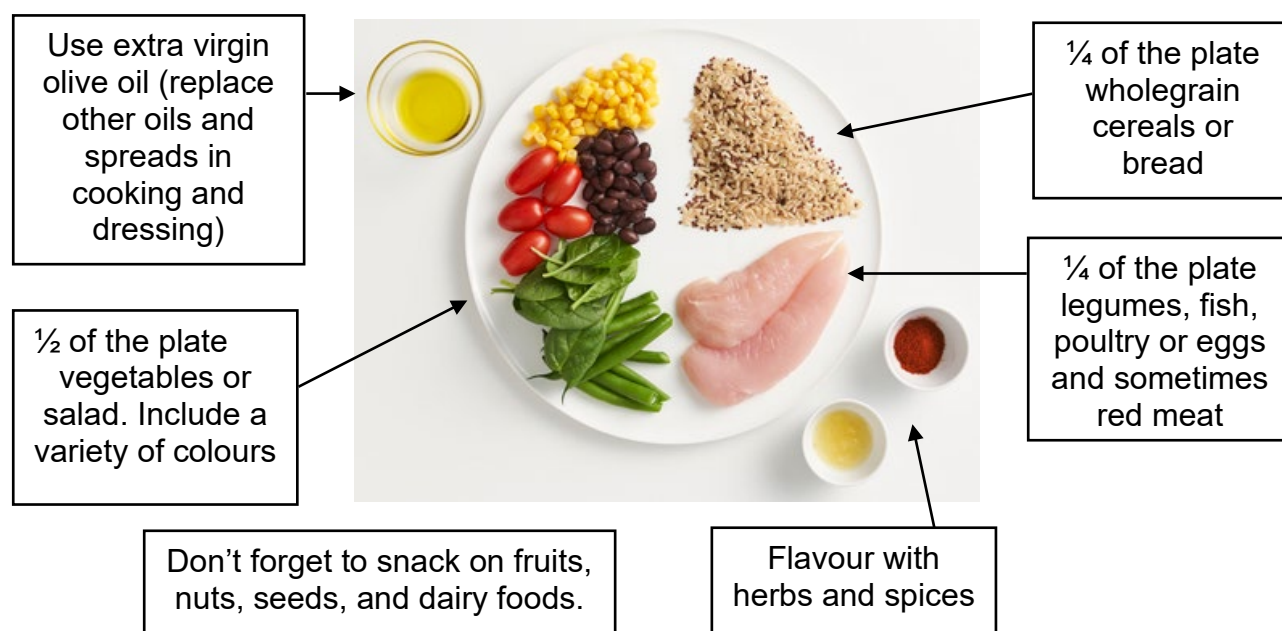 Use extra virgin
olive oil (replace
other oils and
spreads in
cooking and
dressing)
¼ of the plate
wholegrain
cereals or
bread
½ of the plate
vegetables or
salad. Include a
variety of colours
¼ of the plate
legumes, fish,
poultry or eggs
and sometimes
red meat
Don’t forget to snack on fruits,
nuts, seeds, and dairy foods.
Flavour with
herbs and spices